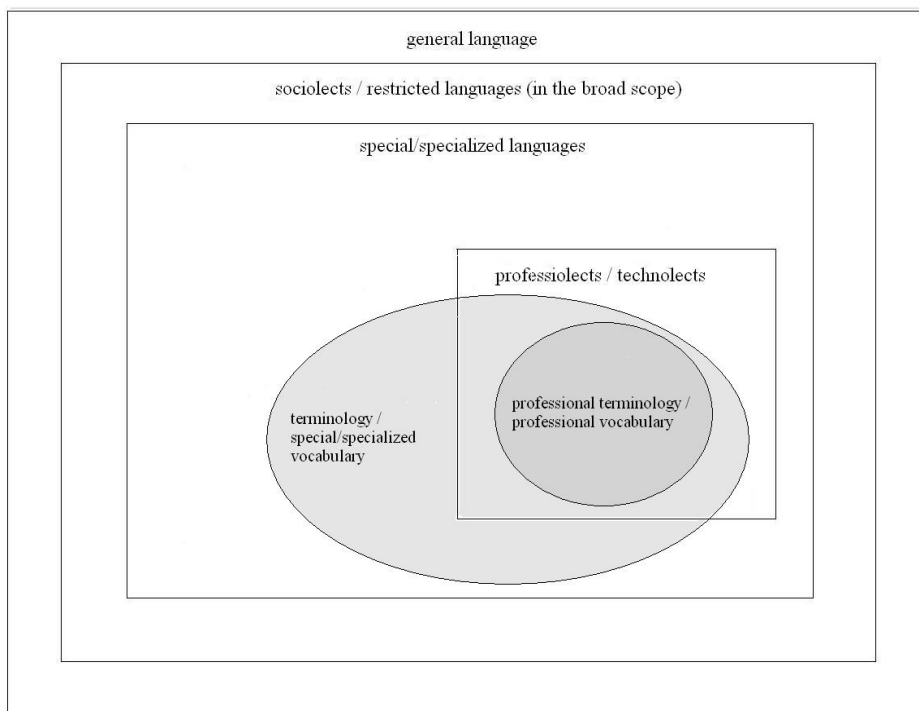 general language
sociolects / restricted languages (in the broad scope)
special/specialized languages
professiolects / technolects
terminology /
special/specialized
vocabulary
professional terminology /
professional vocabulary